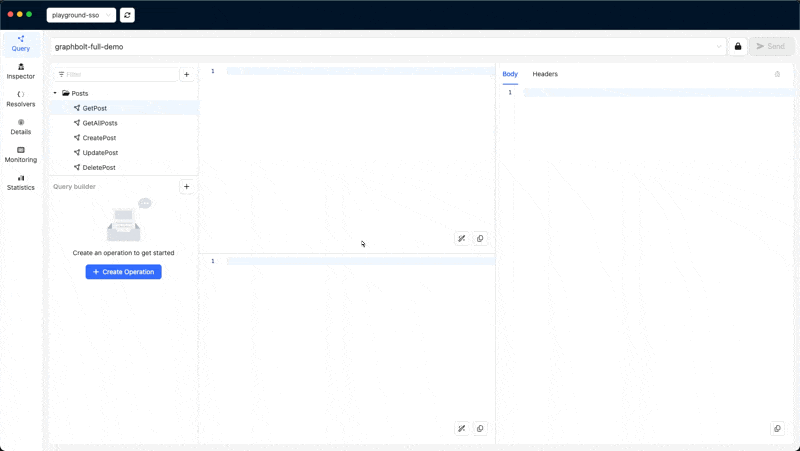 playground-sso
graphbolt-full-demo
Send
Query
Inspector
Resolvers
Details
Monitoring
Statistics
Filter
Posts
GetPost
GetAllPosts
CreatePost
UpdatePost
DeletePost
Query builder
Create an operation to get started
+ Create Operation
1
1
Body Headers
1